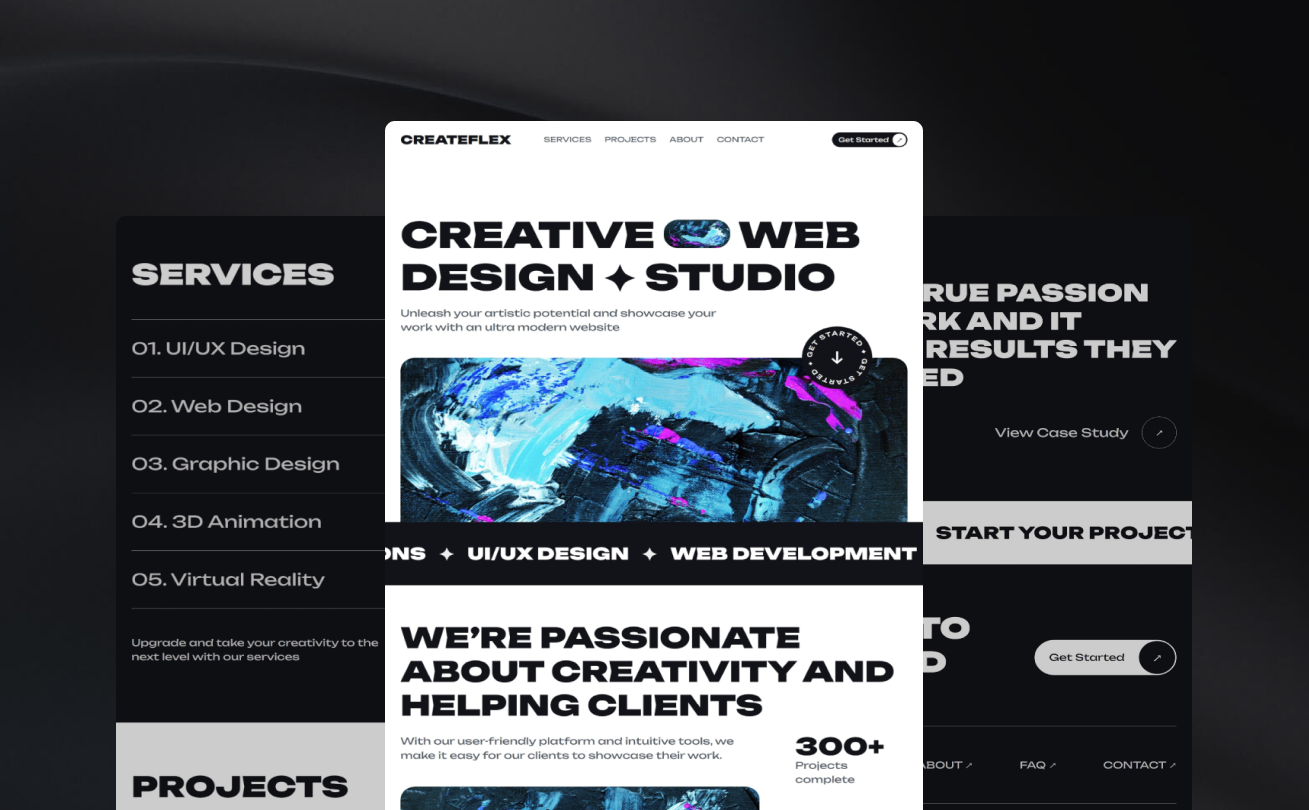 CREATEFLEX
SERVICES PROJECTS ABOUT CONTACT
Get Started
CREATIVE WEB
DESIGN STUDIO
Unleash your artistic potential and showcase your
work with an ultra modern website
GET STARTED GET STARTED
UI/UX DESIGN WEB DEVELOPMENT
WE’RE PASSIONATE
ABOUT CREATIVITY AND
HELPING CLIENTS
With our user-friendly platform and intuitive tools, we
make it easy for our clients to showcase their work.
300+
Projects
complete
SERVICES
01. UI/UX Design
02. Web Design
03. Graphic Design
04. 3D Animation
05. Virtual Reality
Upgrade and take your creativity to the
next level with our services
PROJECTS
PASSION
AND IT
RESULTS THEY
View Case Study
START YOUR PROJECT
TO
Get Started
FAQ
CONTACT